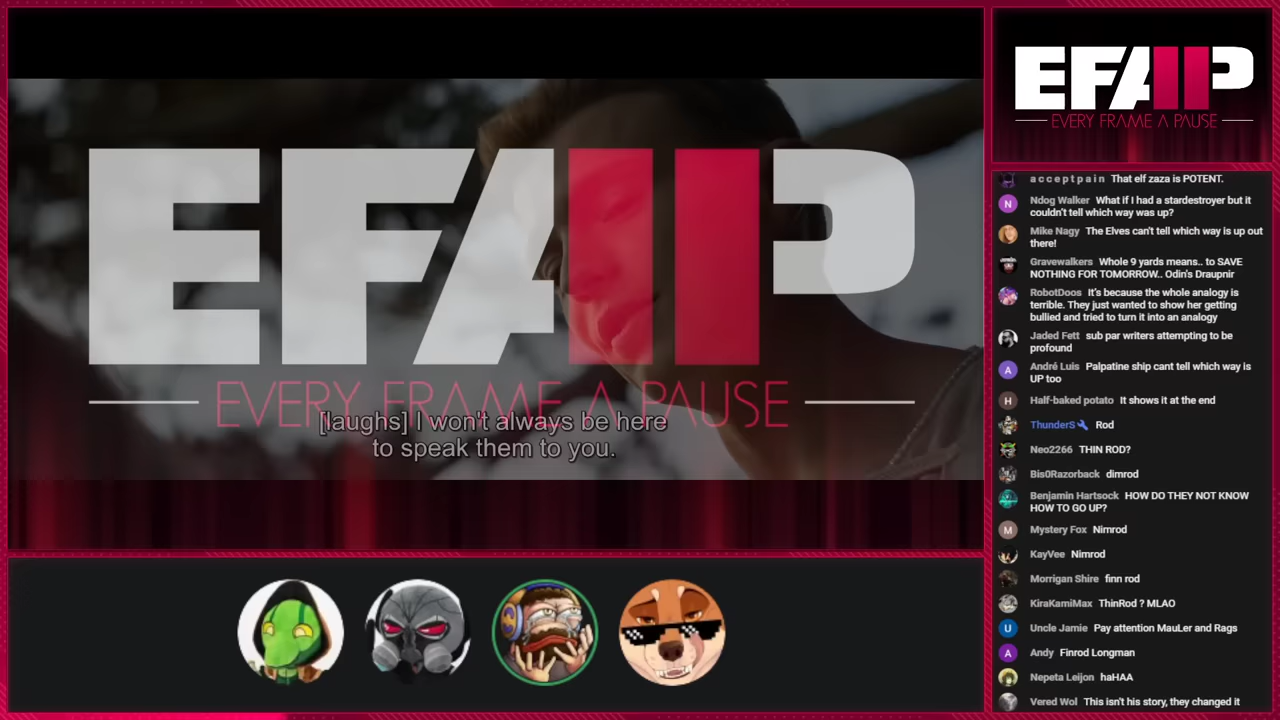 EFAP
EVERY FRAME A PAUSE
[laughs] I won't always be here
to speak them to you.
EFAP
EVERY FRAME A PAUSE
acceptpain That elf zaza is POTENT.
N
Ndog Walker What if I had a stardestroyer but it
couldn't tell which way was up?
Mike Nagy The Elves can't tell which way is up out
there!
Gravewalkers Whole 9 yards means.. to SAVE
NOTHING FOR TOMORROW.. Odin's Draupnir
RobotDoos It's because the whole analogy is
terrible. They just wanted to show her getting
bullied and tried to turn it into an analogy
Jaded Fett sub par writers attempting to be
profound
A
André Luis Palpatine ship cant tell which way is
UP too
H
Half-baked potato It shows it at the end
ThunderS Rod
Neo2266 THIN ROD?
Bis0Razorback dimrod
Benjamin Hartsock HOW DO THEY NOT KNOW
HOW TO GO UP?
M
Mystery Fox Nimrod
KayVee Nimrod
Morrigan Shire finn rod
KiraKamiMax ThinRod ? MLAO
U
Uncle Jamie Pay attention MauLer and Rags
A
Andy Finrod Longman
Nepeta Leijon haHAA
Vered Wol This isn't his story, they changed it